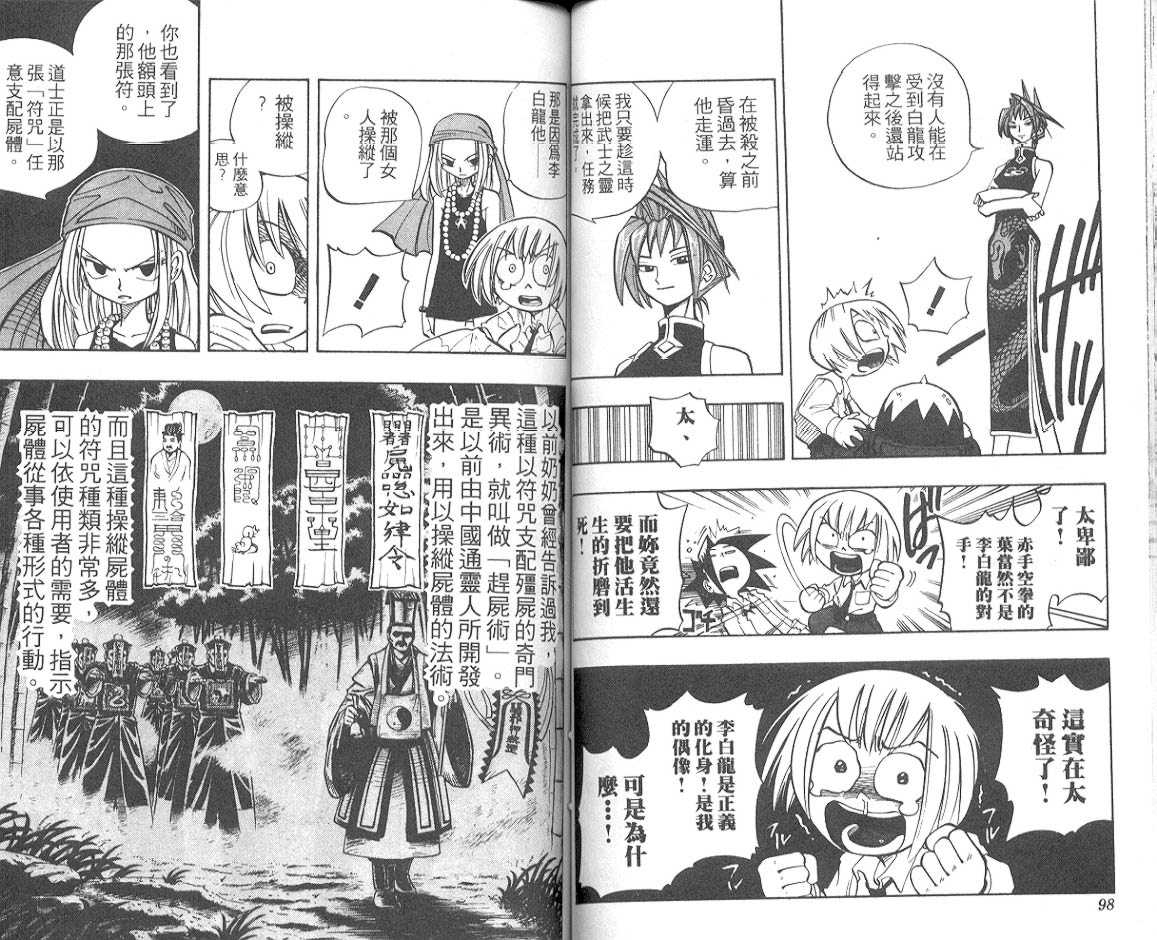 沒有人能在
受到白龍攻
擊之後還站
得起來。
！
在被殺之前
昏過去，算
他走運。
我只要趁這時
候把武士之靈
拿出來，任務
就完成了。
太、
太卑鄙
了！
赤手空拳的
葉當然不是
李白龍的對
手！
而妳竟然還
要把他活生
生的折磨到
死！
ゴチ
這實在太
奇怪了！
李白龍是正義
的化身！是我
的偶像！
可是為什
麼…！
98
那是因爲李
白龍他——
被那個女
人操縱了
。
！
被操縱
？
什麼意
思？
你也看到了
，他額頭上
的那張符。
道士正是以那
張「符咒」任
意支配屍體。
以前奶奶曾經告訴過我，
這種以符咒支配殭屍的奇門
異術，就叫做「趕屍術」。
是以前由中國通靈人所開發
出來，用以操縱屍體的法術。
如律令
而且這種操縱屍體
的符咒種類非常多，
可以依使用者的需要，指示
屍體從事各種形式的行動。